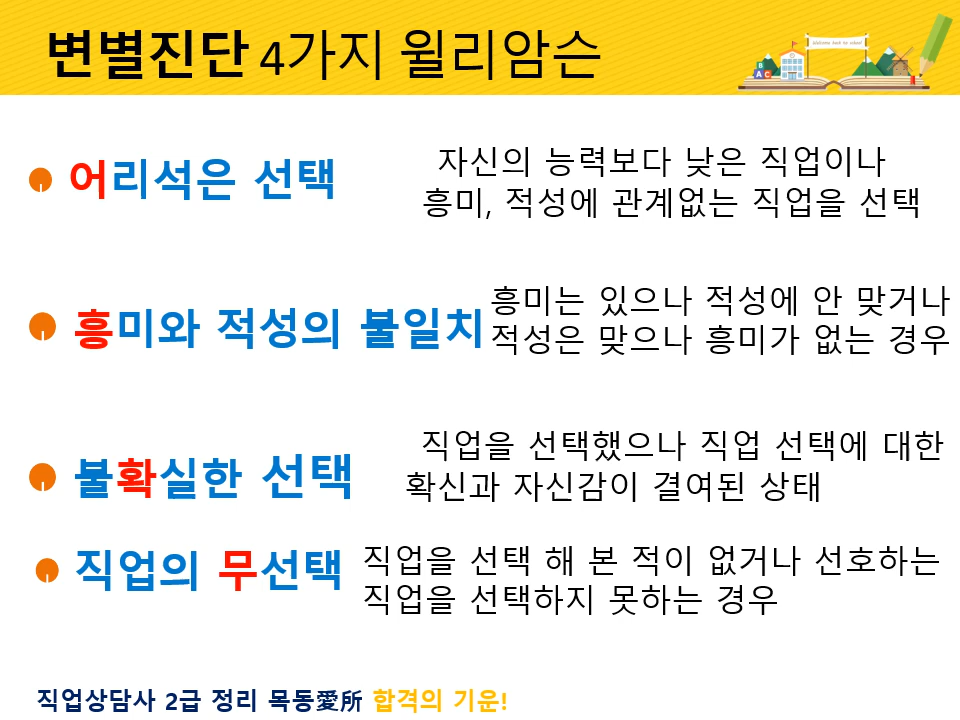 변별진단 4가지 윌리암슨
Welcome back to school!
B
A C
어리석은 선택
자신의 능력보다 낮은 직업이나
흥미, 적성에 관계없는 직업을 선택
흥미와 적성의 불일치
흥미는 있으나 적성에 안 맞거나
적성은 맞으나 흥미가 없는 경우
불확실한 선택
직업을 선택했으나 직업 선택에 대한
확신과 자신감이 결여된 상태
직업의 무선택
직업을 선택 해 본 적이 없거나 선호하는
직업을 선택하지 못하는 경우
직업상담사 2급 정리 목동愛所 합격의 기운!